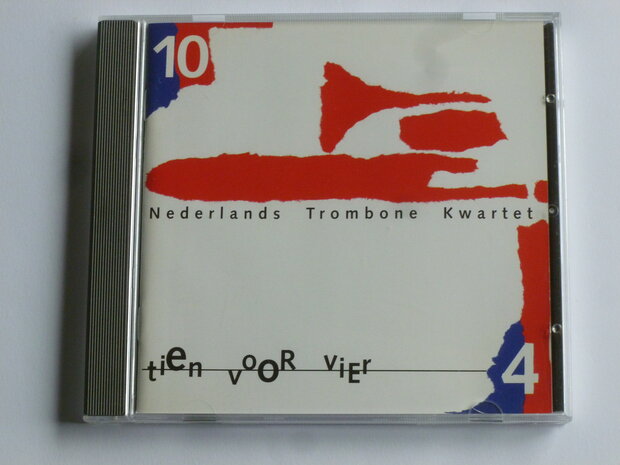 10
Nederlands Trombone Kwartet
tien vOOR viEr
4